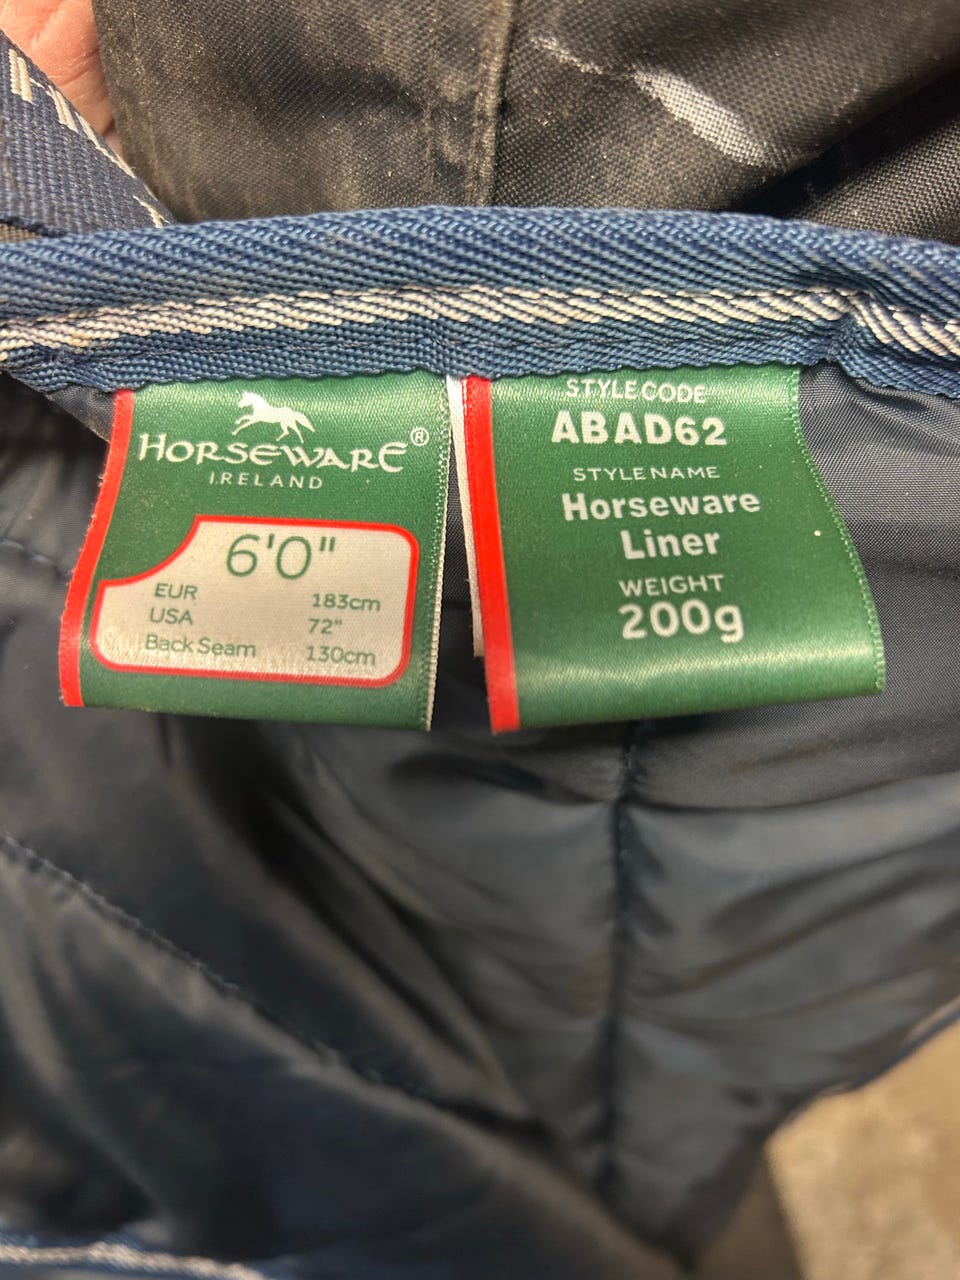 HORSEWARE®
IRELAND
6'0"
EUR 183cm
USA 72"
Back Seam 130cm
STYLE CODE
ABAD62
STYLE NAME
Horseware
Liner
WEIGHT
200g